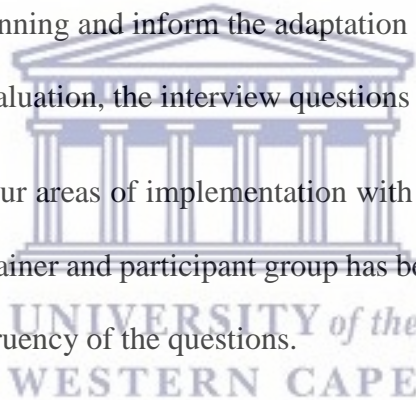 nning and inform the adaptation
aluation, the interview questions
ur areas of implementation with
ainer and participant group has be
UNIVERSITY of the
ruency of the questions.
WESTERN CAPE